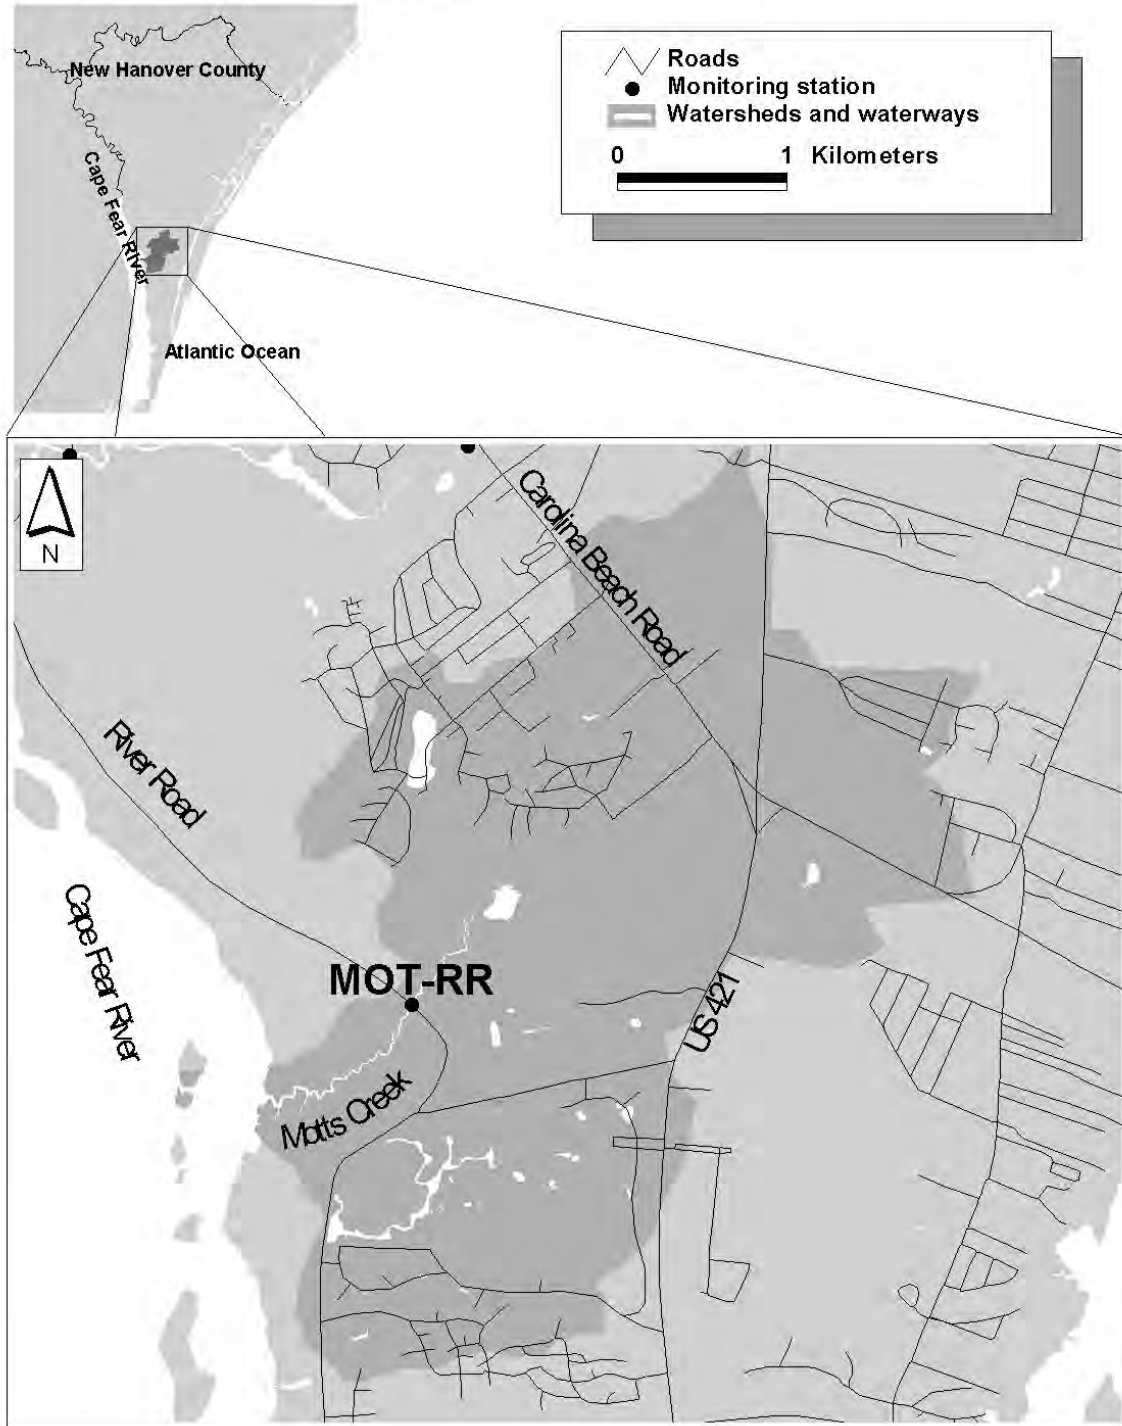 New Hanover County
Cape Fear River
Atlantic Ocean
Roads
Monitoring station
Watersheds and waterways
0 1 Kilometers
N
Carolina Beach Road
River Road
Cape Fear River
MOT-RR
US 421
Motts Creek